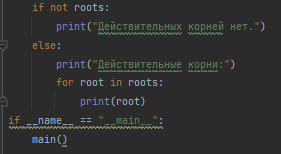 if not roots:
print("Действительных корней нет.")
else:
print("Действительные корни:")
for root in roots:
print(root)
if __name__ == "__main__":
main()